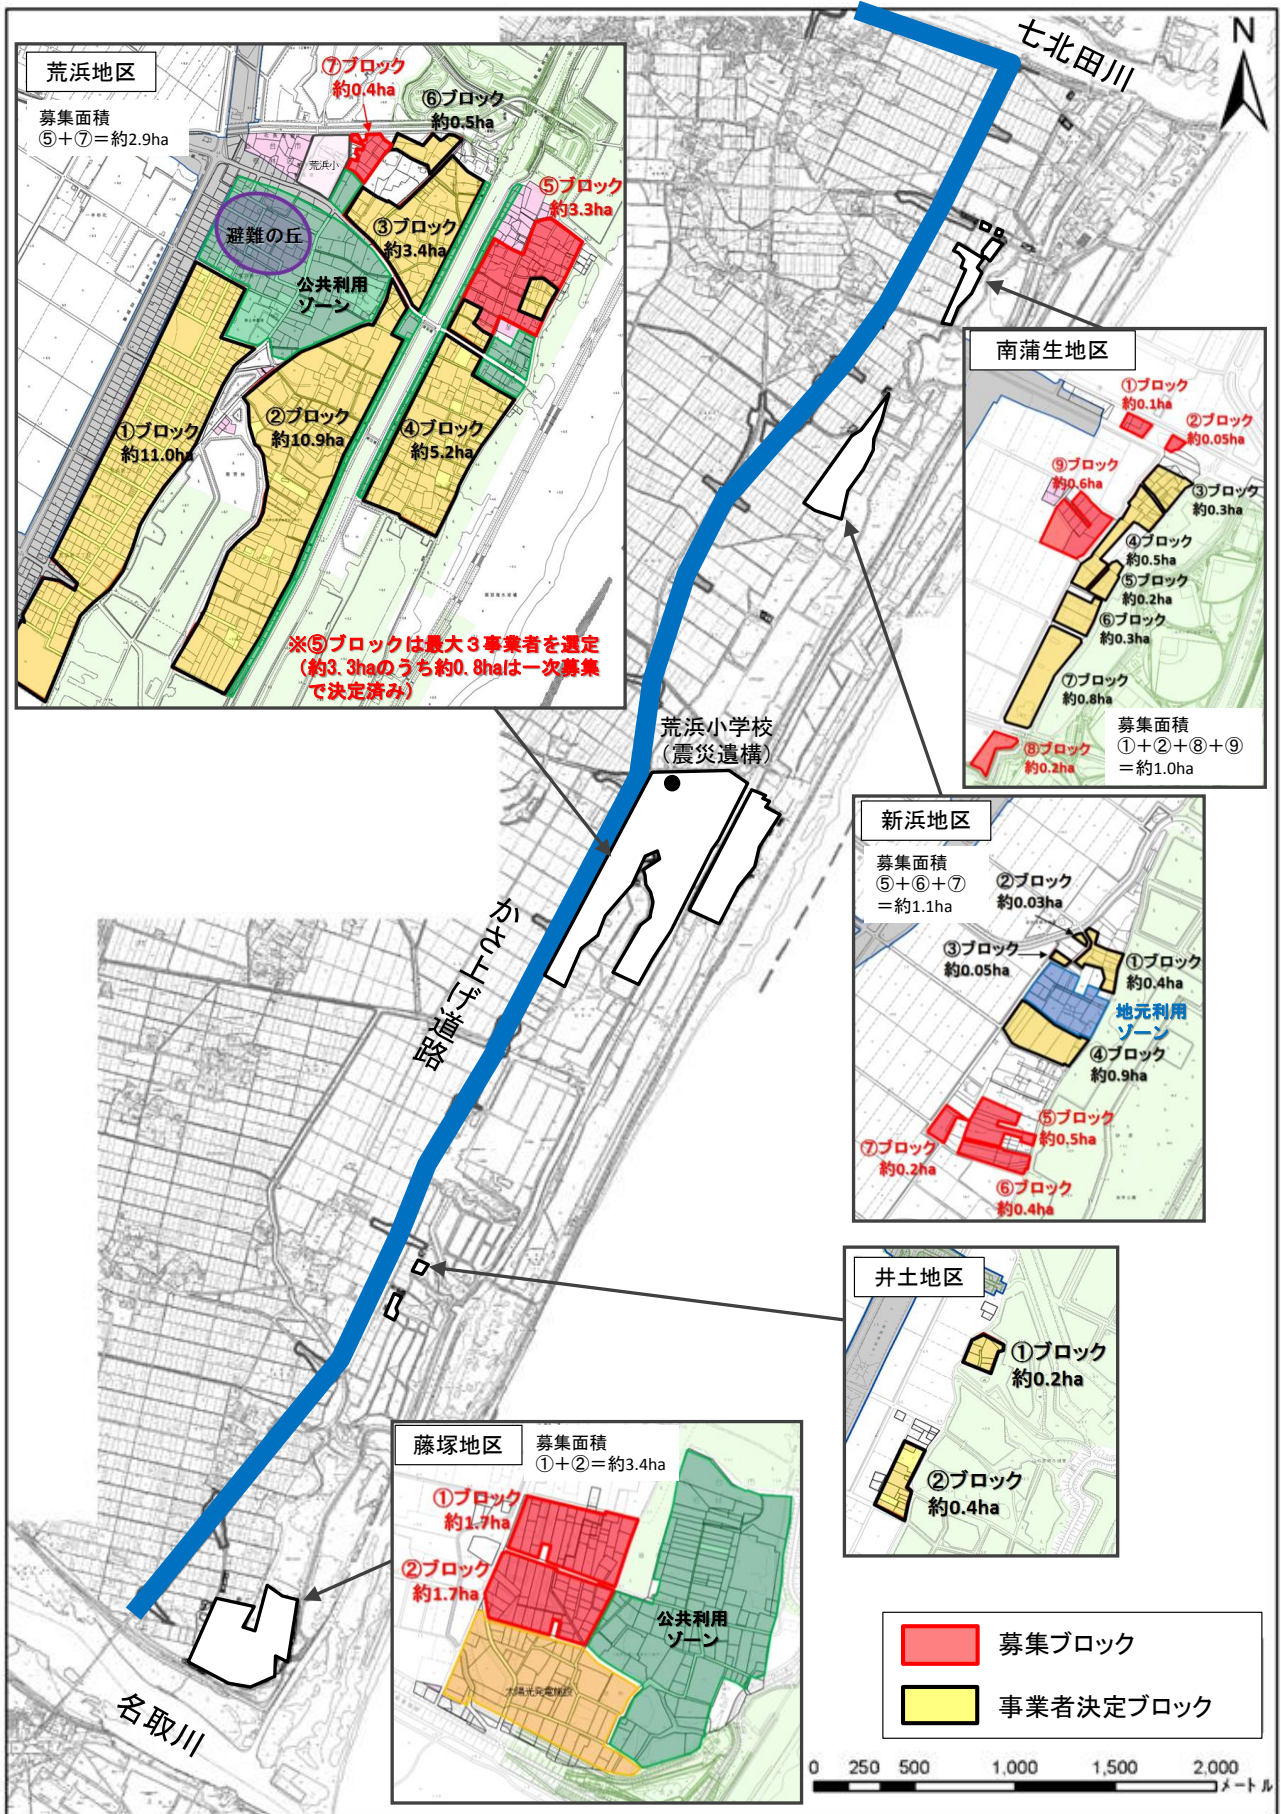 N
七北田川
荒浜地区
募集面積
⑤+⑦=約2.9ha
⑦ブロック
約0.4ha
⑥ブロック
約0.5ha
荒浜小
⑤ブロック
約3.3ha
③ブロック
約3.4ha
避難の丘
公共利用
ゾーン
①ブロック
約11.0ha
②ブロック
約10.9ha
④ブロック
約5.2ha
※⑤ブロックは最大3事業者を選定
(約3.3haのうち約0.8haは一次募集
で決定済み)
南蒲生地区
①ブロック
約0.1ha
②ブロック
約0.05ha
⑨ブロック
約0.6ha
③ブロック
約0.3ha
④ブロック
約0.5ha
⑤ブロック
約0.2ha
⑥ブロック
約0.3ha
⑦ブロック
約0.8ha
⑧ブロック
約0.2ha
募集面積
①+②+⑧+⑨
=約1.0ha
荒浜小学校
(震災遺構)
かさ上げ道路
新浜地区
募集面積
⑤+⑥+⑦
=約1.1ha
②ブロック
約0.03ha
③ブロック
約0.05ha
①ブロック
約0.4ha
地元利用
ゾーン
④ブロック
約0.9ha
⑤ブロック
約0.5ha
⑦ブロック
約0.2ha
⑥ブロック
約0.4ha
井土地区
①ブロック
約0.2ha
②ブロック
約0.4ha
藤塚地区
募集面積
①+②=約3.4ha
①ブロック
約1.7ha
②ブロック
約1.7ha
公共利用
ゾーン
太陽光発電施設
名取川
募集ブロック
事業者決定ブロック
0 250 500 1,000 1,500 2,000
メートル